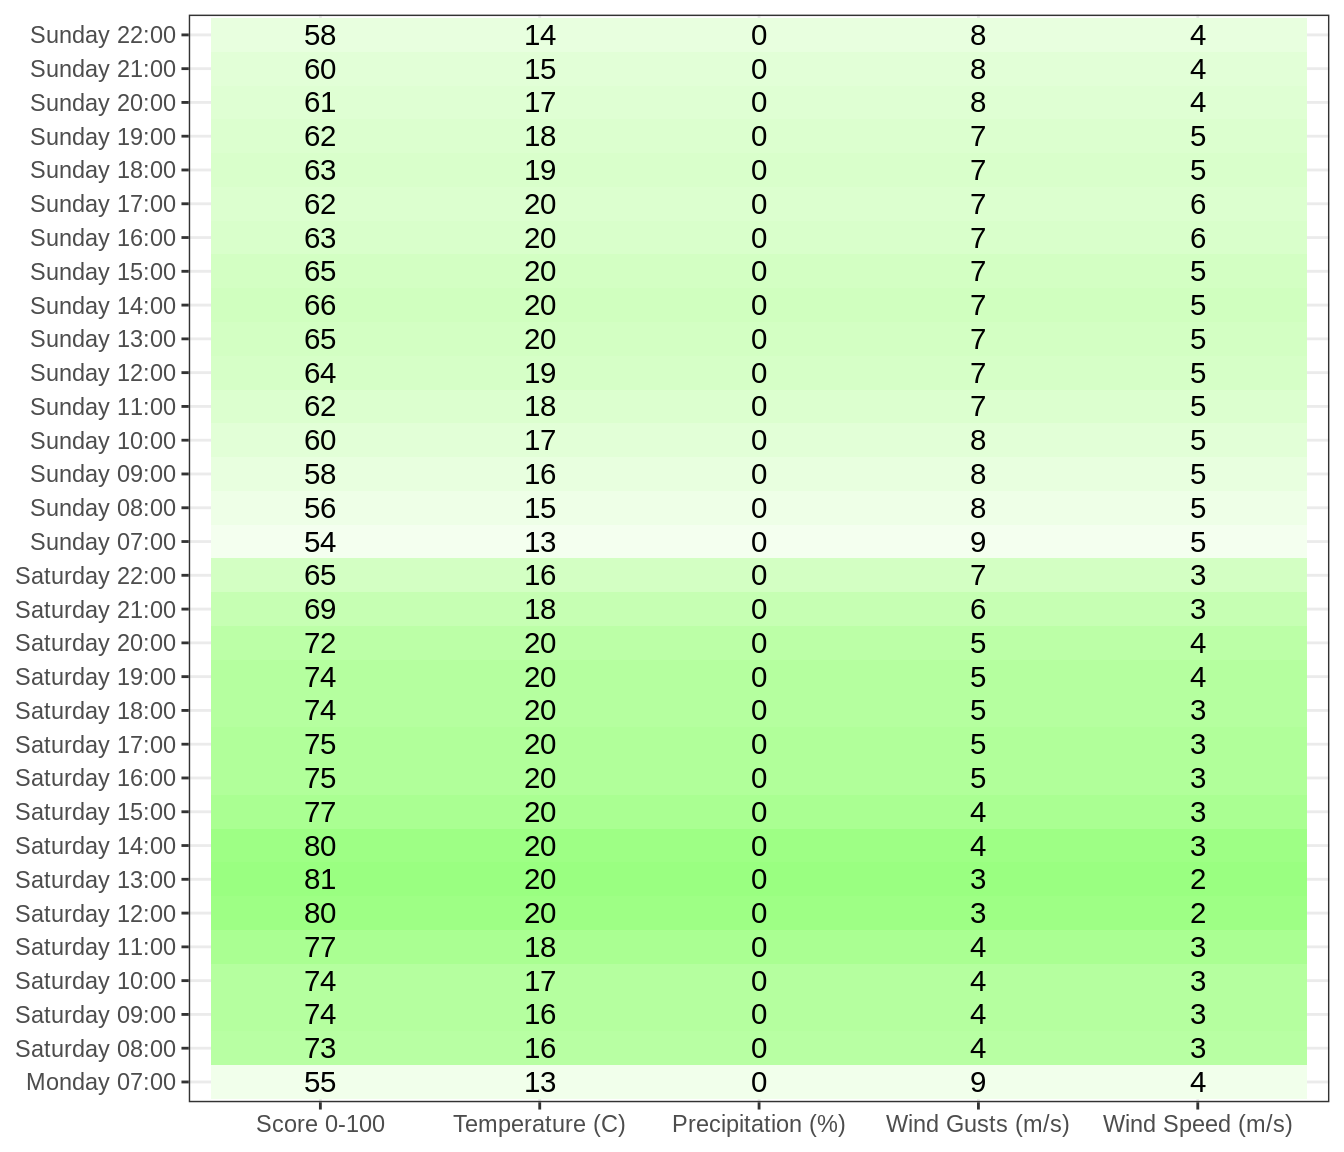 Sunday 22:00 58 14 0 8 4
Sunday 21:00 60 15 0 8 4
Sunday 20:00 61 17 0 8 4
Sunday 19:00 62 18 0 7 5
Sunday 18:00 63 19 0 7 5
Sunday 17:00 62 20 0 7 6
Sunday 16:00 63 20 0 7 6
Sunday 15:00 65 20 0 7 5
Sunday 14:00 66 20 0 7 5
Sunday 13:00 65 20 0 7 5
Sunday 12:00 64 19 0 7 5
Sunday 11:00 62 18 0 7 5
Sunday 10:00 60 17 0 8 5
Sunday 09:00 58 16 0 8 5
Sunday 08:00 56 15 0 8 5
Sunday 07:00 54 13 0 9 5
Saturday 22:00 65 16 0 7 3
Saturday 21:00 69 18 0 6 3
Saturday 20:00 72 20 0 5 4
Saturday 19:00 74 20 0 5 4
Saturday 18:00 74 20 0 5 3
Saturday 17:00 75 20 0 5 3
Saturday 16:00 75 20 0 5 3
Saturday 15:00 77 20 0 4 3
Saturday 14:00 80 20 0 4 3
Saturday 13:00 81 20 0 3 2
Saturday 12:00 80 20 0 3 2
Saturday 11:00 77 18 0 4 3
Saturday 10:00 74 17 0 4 3
Saturday 09:00 74 16 0 4 3
Saturday 08:00 73 16 0 4 3
Monday 07:00 55 13 0 9 4
Score 0-100 Temperature (C) Precipitation (%) Wind Gusts (m/s) Wind Speed (m/s)